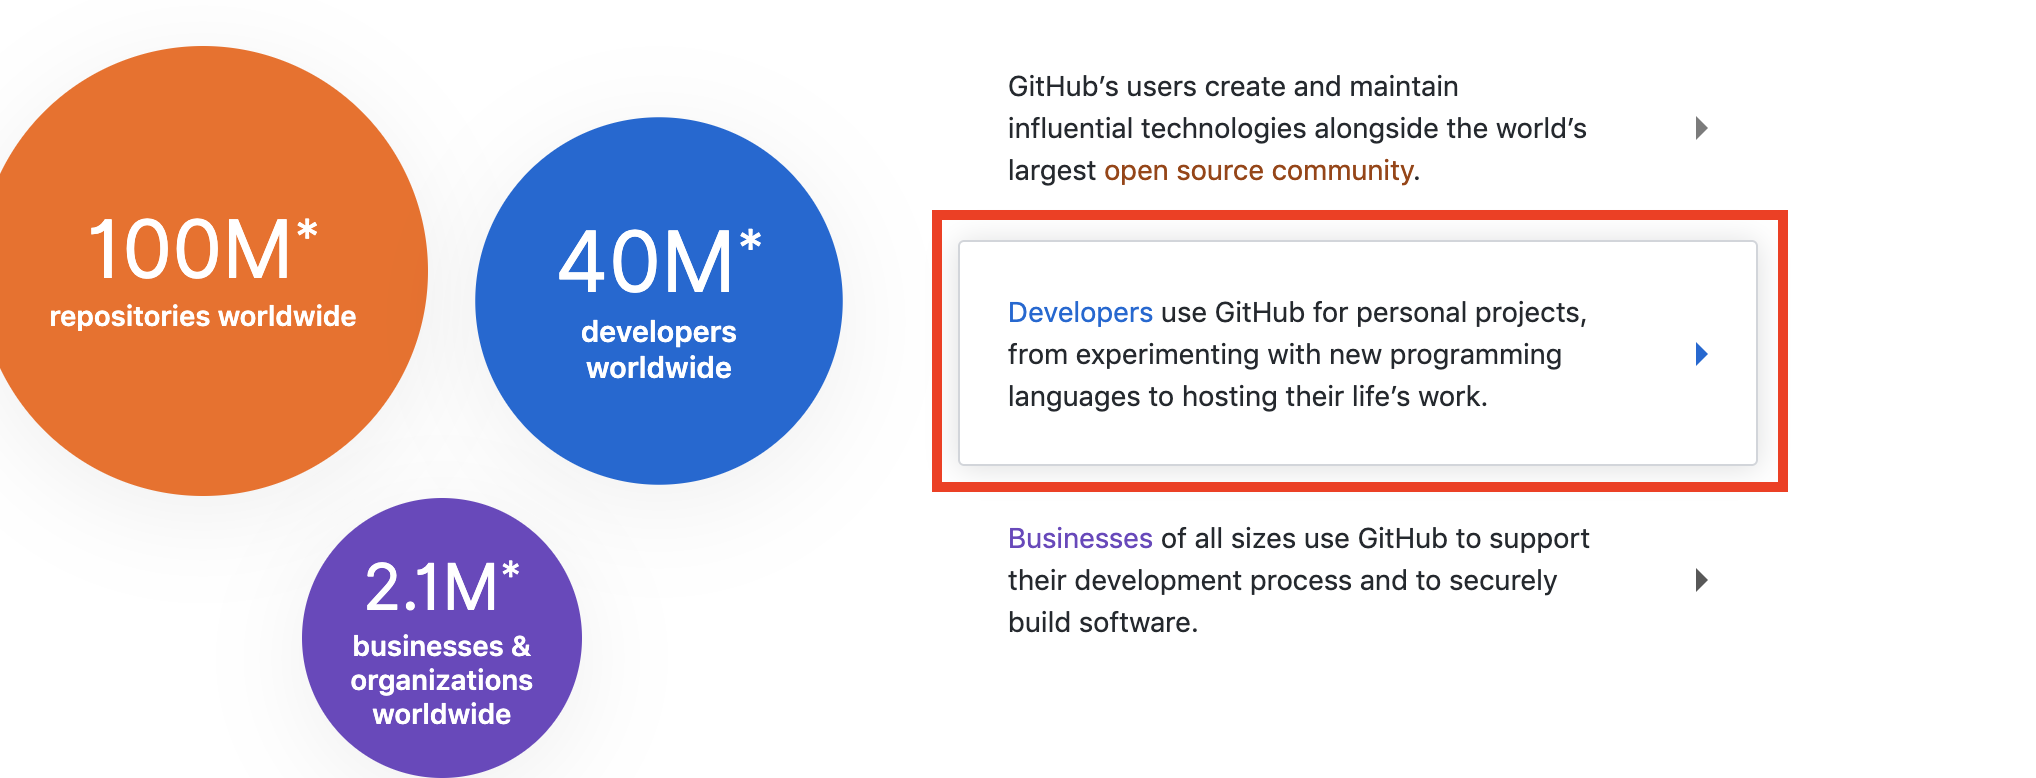 100M*
repositories worldwide
40M*
developers
worldwide
2.1M*
businesses &
organizations
worldwide
GitHub’s users create and maintain
influential technologies alongside the world’s
largest open source community.
Developers use GitHub for personal projects,
from experimenting with new programming
languages to hosting their life’s work.
Businesses of all sizes use GitHub to support
their development process and to securely
build software.